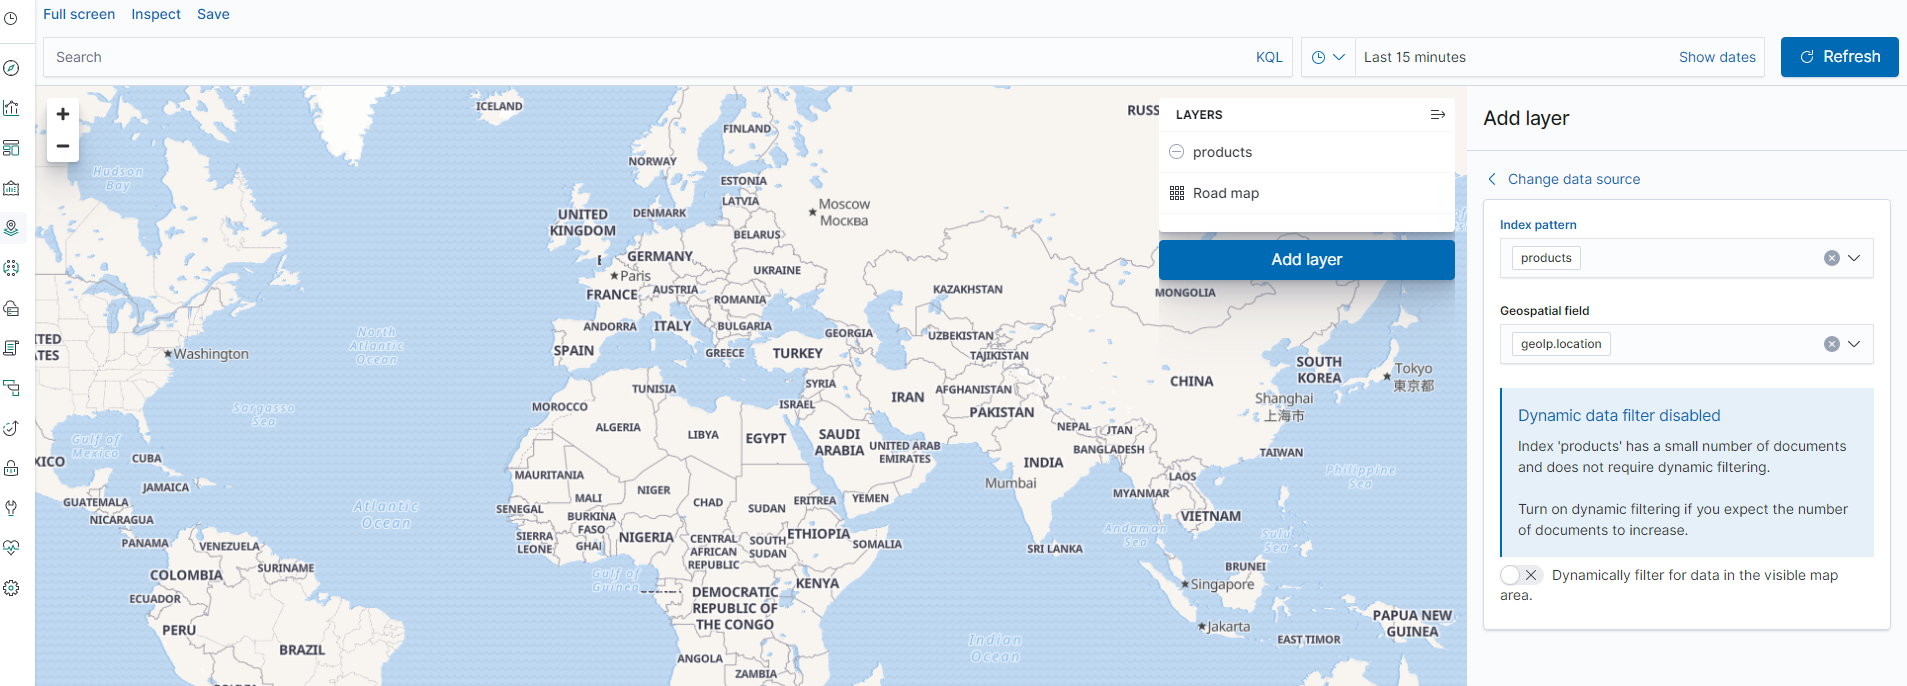 Full screen Inspect Save
Search KQL
Last 15 minutes Show dates
Refresh
LAYERS
products
Road map
Add layer
Add layer
Change data source
Index pattern
products
Geospatial field
geoIp.location
Dynamic data filter disabled
Index 'products' has a small number of documents
and does not require dynamic filtering.
Turn on dynamic filtering if you expect the number
of documents to increase.
Dynamically filter for data in the visible map
area.
ICELAND
RUSS
FINLAND
NORWAY
Hudson
Bay
ESTONIA
LATVIA
Moscow
Москва
UNITED
KINGDOM
DENMARK
BELARUS
GERMANY
Paris
UKRAINE
FRANCE
AUSTRIA
ROMANIA
KAZAKHSTAN
MONGOLIA
ANDORRA
ITALY
BULGARIA
GEORGIA
UZBEKISTAN
North
Atlantic
Ocean
TED
TES
Washington
SPAIN
GREECE
TURKEY
TAJIKISTAN
SOUTH
KOREA
Tokyo
東京都
TUNISIA
SYRIA
IRAN
AFGHANISTAN
CHINA
Shanghai
上海市
MOROCCO
ISRAEL
PAKISTAN
Sargasso
Sea
ALGERIA
LIBYA
EGYPT
SAUDI
ARABIA
UNITED ARAB
EMIRATES
NEPAL
UTAN
BANGLADESH
TAIWAN
Gulf of
Mexico
XICO
CUBA
INDIA
Mumbai
Philippine
Sea
MAURITANIA
LAOS
JAMAICA
NIGER
MALI
CHAD
SUDAN
ERITREA
YEMEN
MYANMAR
GUATEMALA
NICARAGUA
Atlantic
Ocean
SENEGAL
BURKINA
FASO
VIETNAM
PANAMA
VENEZUELA
SIERRA
LEONE
GHAI
NIGERIA
CENTRAL
AFRICAN
REPUBLIC
SOUTH
SUDAN
ETHIOPIA
SOMALIA
Andaman
Sea
Sulu
Sea
SRI LANKA
COLOMBIA
SURINAME
Gulf of
Guinea
KENYA
BRUNEI
Singapore
ECUADOR
DEMOCRATIC
REPUBLIC OF
THE CONGO
PERU
BRAZIL
Jakarta
PAPUA NEW
GUINEA
EAST TIMOR
Indian
Ocean
ANGOLA
ZAMBIA